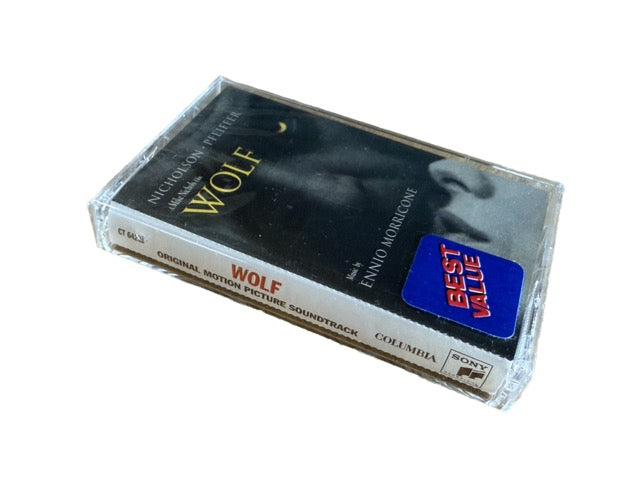 NICHOLSON · PFEIFFER
WOLF
Music by
ENNIO MORRICONE
BEST
VALUE
WOLF
ORIGINAL MOTION PICTURE SOUNDTRACK
COLUMBIA
SONY